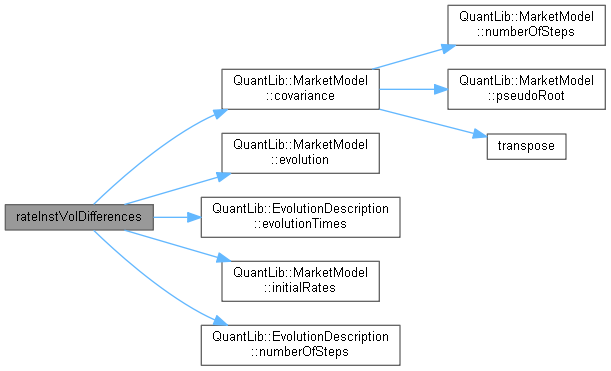 rateInstVolDifferences
QuantLib::MarketModel
::covariance
QuantLib::MarketModel
::evolution
QuantLib::EvolutionDescription
::evolutionTimes
QuantLib::MarketModel
::initialRates
QuantLib::EvolutionDescription
::numberOfSteps
QuantLib::MarketModel
::numberOfSteps
QuantLib::MarketModel
::pseudoRoot
transpose